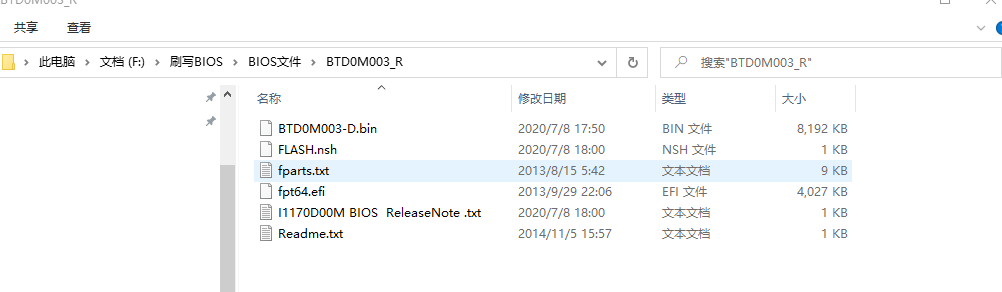 BTD0M003_R
共享 查看
此电脑 文档 (F:) 刷写BIOS BIOS文件 BTD0M003_R 搜索"BTD0M003_R"
名称 修改日期 类型 大小
BTD0M003-D.bin 2020/7/8 17:50 BIN 文件 8,192 KB
FLASH.nsh 2020/7/8 18:00 NSH 文件 1 KB
fparts.txt 2013/8/15 5:42 文本文档 9 KB
fpt64.efi 2013/9/29 22:06 EFI 文件 4,027 KB
I1170D00M BIOS  ReleaseNote .txt 2020/7/8 18:00 文本文档 1 KB
Readme.txt 2014/11/5 15:57 文本文档 1 KB